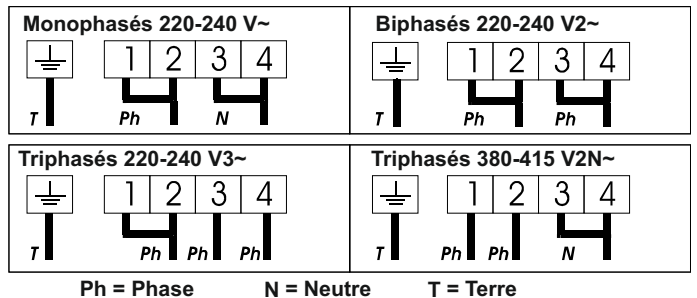 Monophasés 220-240 V~
1 2 3 4
T Ph N
Biphasés 220-240 V2~
1 2 3 4
T Ph Ph
Triphasés 220-240 V3~
1 2 3 4
T Ph Ph Ph
Triphasés 380-415 V2N~
1 2 3 4
T Ph Ph N
Ph = Phase N = Neutre T = Terre